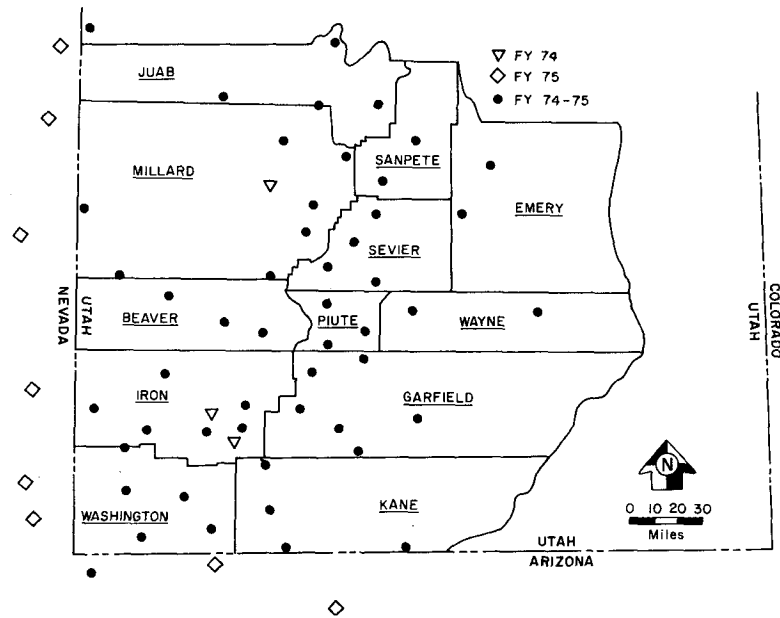 FY 74
FY 75
FY 74-75
JUAB
SANPETE
MILLARD
EMERY
SEVIER
NEVADA
UTAH
BEAVER
PIUTE
WAYNE
UTAH
COLORADO
IRON
GARFIELD
N
0 10 20 30
Miles
WASHINGTON
KANE
UTAH
ARIZONA